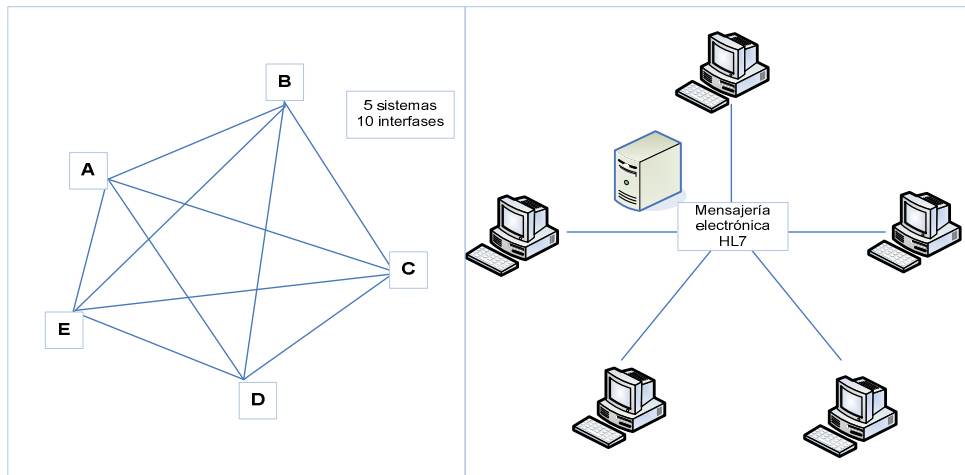 B
5 sistemas
10 interfases
A
C
E
D
Mensajería
electrónica
HL7